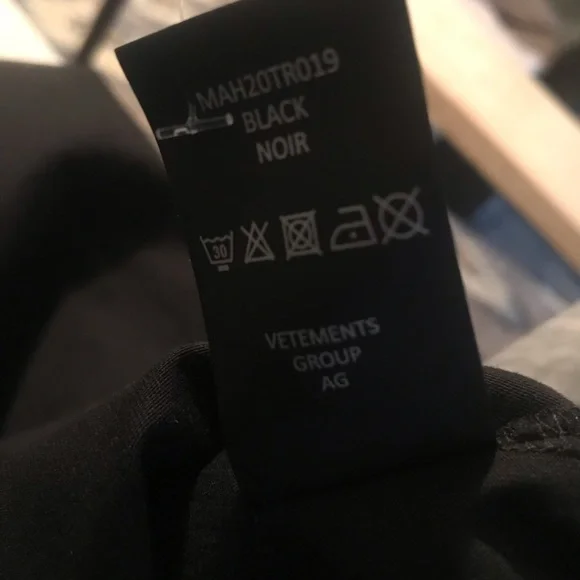 MAH20TR019
BLACK
NOIR
30
VETEMENTS
GROUP
AG